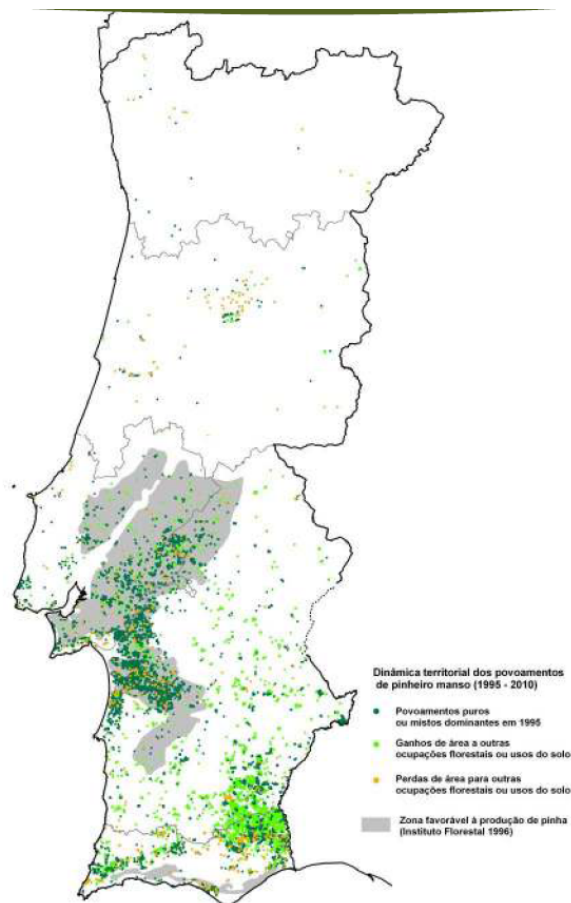 Dinâmica territorial dos povoamentos
de pinheiro manso (1995 - 2010)
Povoamentos puros
ou mistos dominantes em 1995
Ganhos de área a outras
ocupações florestais ou usos do solo
Perdas de área para outras
ocupações florestais ou usos do solo
Zona favorável à produção de pinha
(Instituto Florestal 1996)